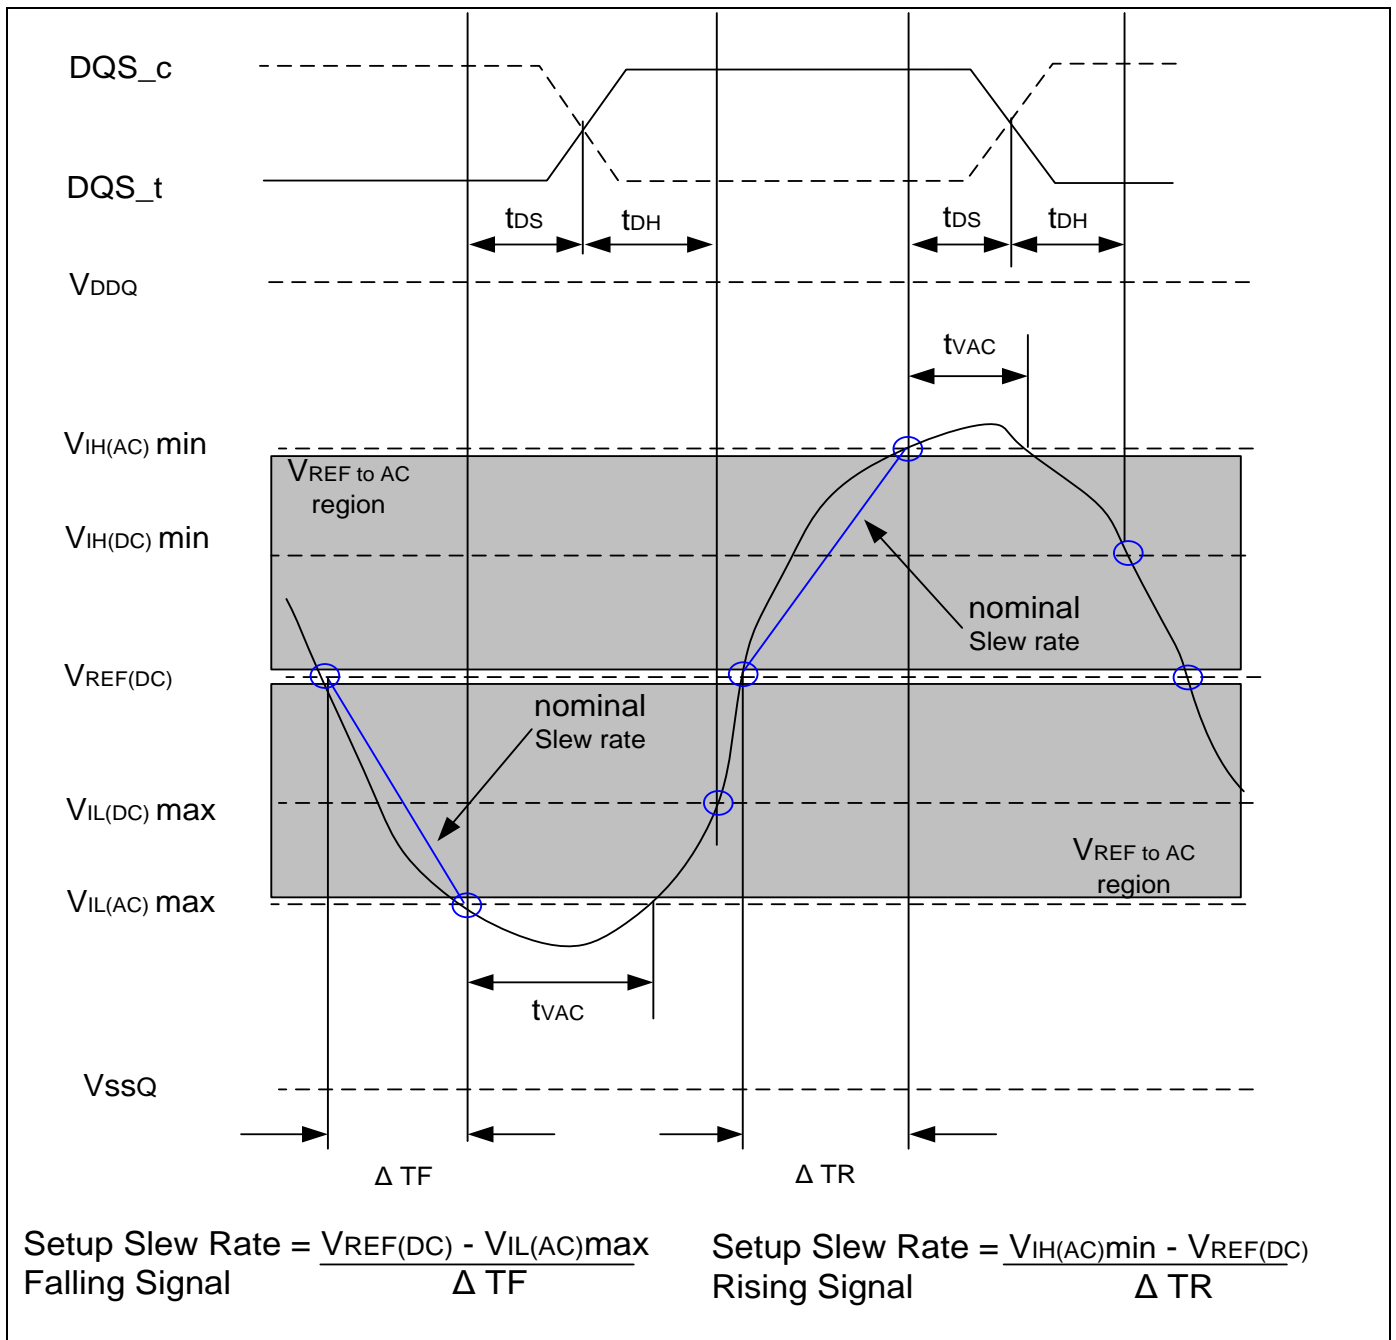 DQS_c
DQS_t
tDS
tDH
tDS
tDH
VDDQ
tVAC
VIH(AC) min
VREF to AC
region
VIH(DC) min
nominal
Slew rate
VREF(DC)
nominal
Slew rate
VIL(DC) max
VREF to AC
region
VIL(AC) max
tVAC
VssQ
Δ TF
Δ TR
Setup Slew Rate = VREF(DC) - VIL(AC)max
Falling Signal Δ TF
Setup Slew Rate = VIH(AC)min - VREF(DC)
Rising Signal Δ TR